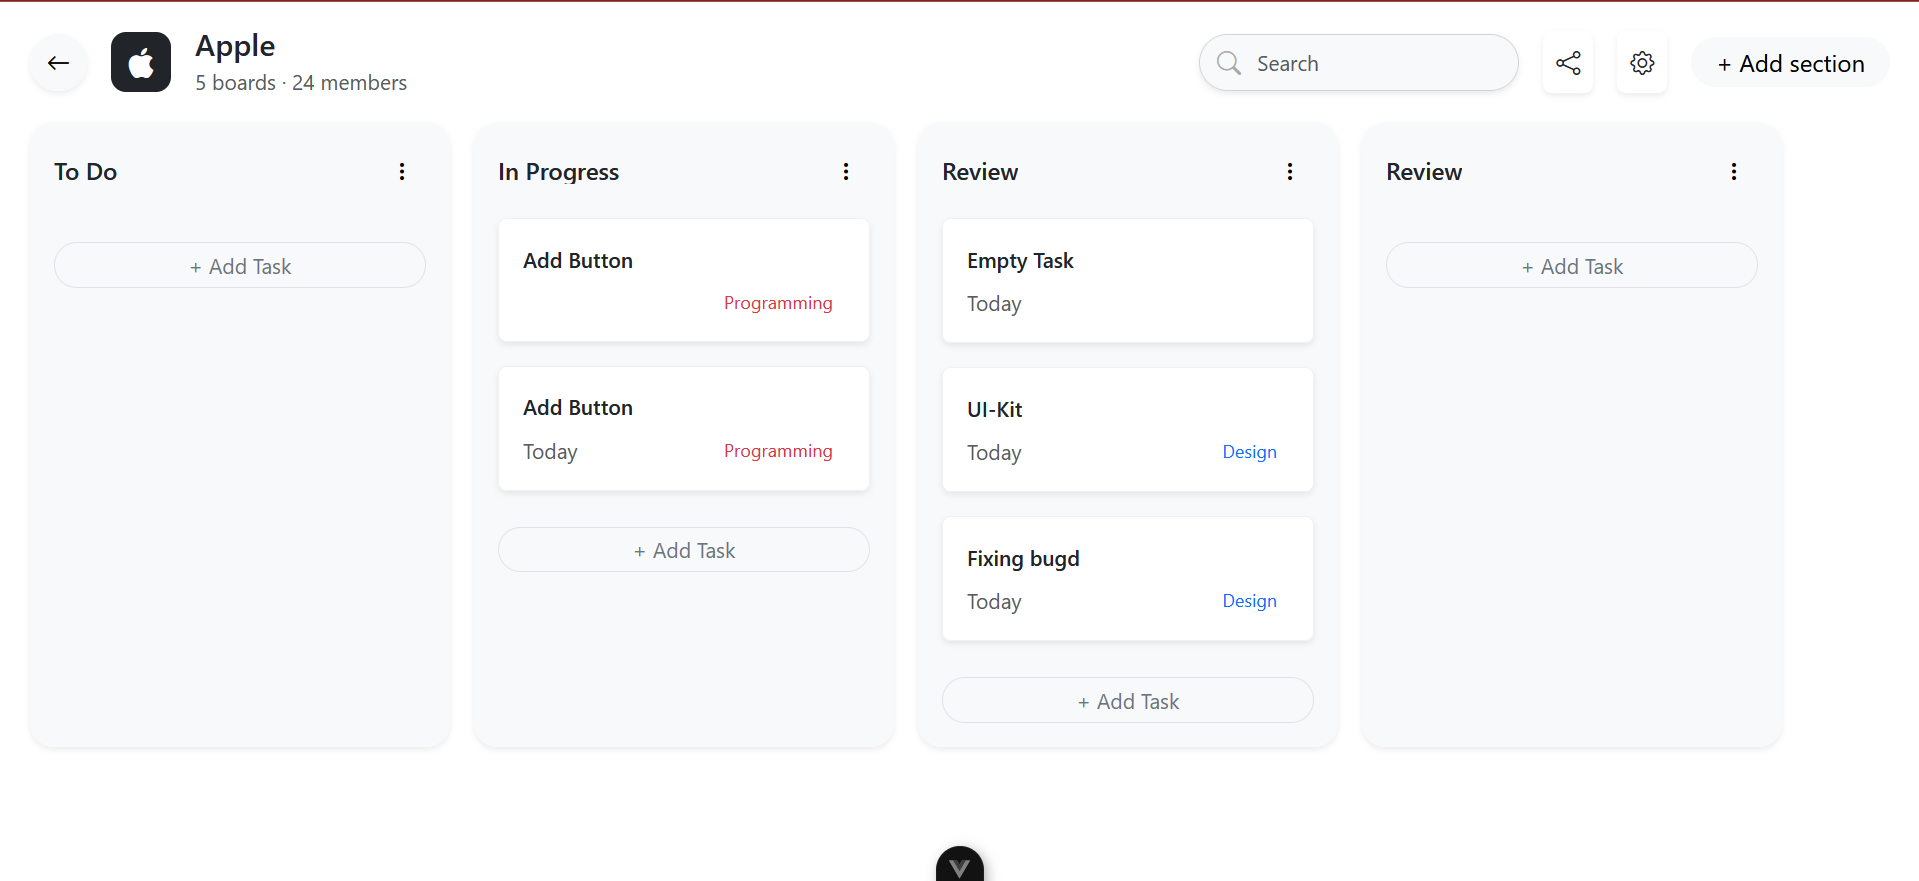 Apple
5 boards · 24 members
Search
+ Add section
To Do
+ Add Task
In Progress
Add Button
Programming
Add Button
Today
Programming
+ Add Task
Review
Empty Task
Today
UI-Kit
Today
Design
Fixing bugd
Today
Design
+ Add Task
Review
+ Add Task